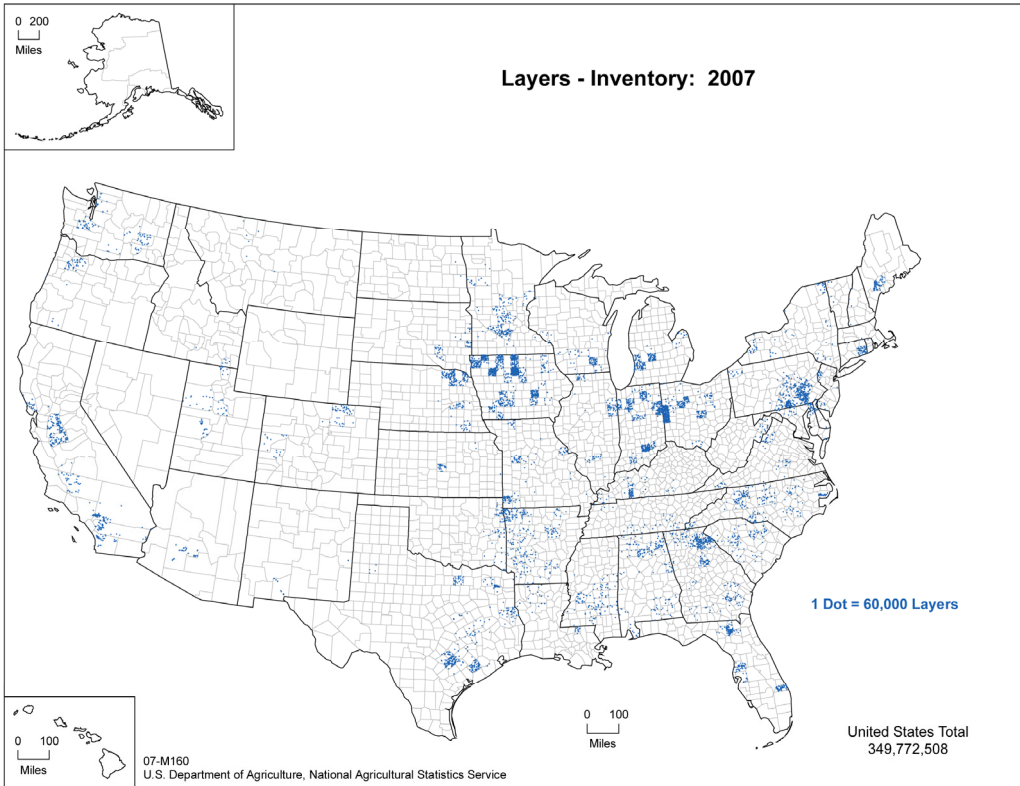 0 200
Miles
Layers - Inventory: 2007
1 Dot = 60,000 Layers
0 100
Miles
0 100
Miles
United States Total
349,772,508
07-M160
U.S. Department of Agriculture, National Agricultural Statistics Service